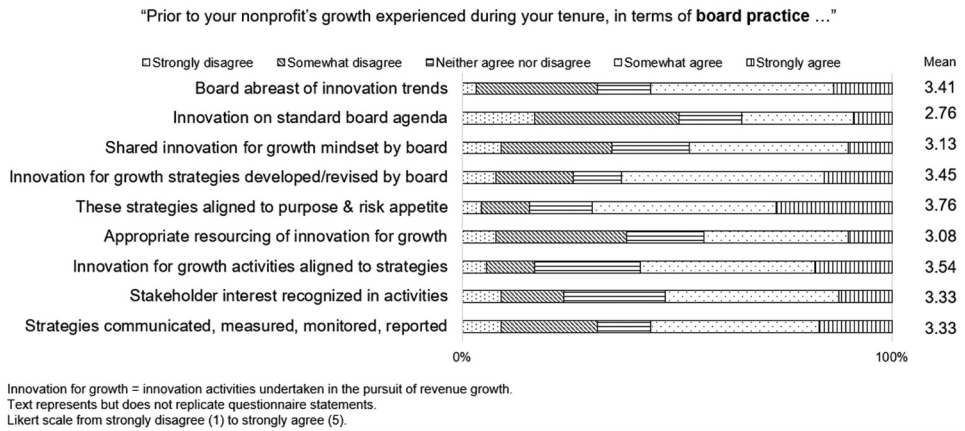 “Prior to your nonprofit’s growth experienced during your tenure, in terms of board practice …”
Strongly disagree Somewhat disagree Neither agree nor disagree Somewhat agree Strongly agree Mean
Board abreast of innovation trends 3.41
Innovation on standard board agenda 2.76
Shared innovation for growth mindset by board 3.13
Innovation for growth strategies developed/revised by board 3.45
These strategies aligned to purpose & risk appetite 3.76
Appropriate resourcing of innovation for growth 3.08
Innovation for growth activities aligned to strategies 3.54
Stakeholder interest recognized in activities 3.33
Strategies communicated, measured, monitored, reported 3.33
0% 100%
Innovation for growth = innovation activities undertaken in the pursuit of revenue growth.
Text represents but does not replicate questionnaire statements.
Likert scale from strongly disagree (1) to strongly agree (5).